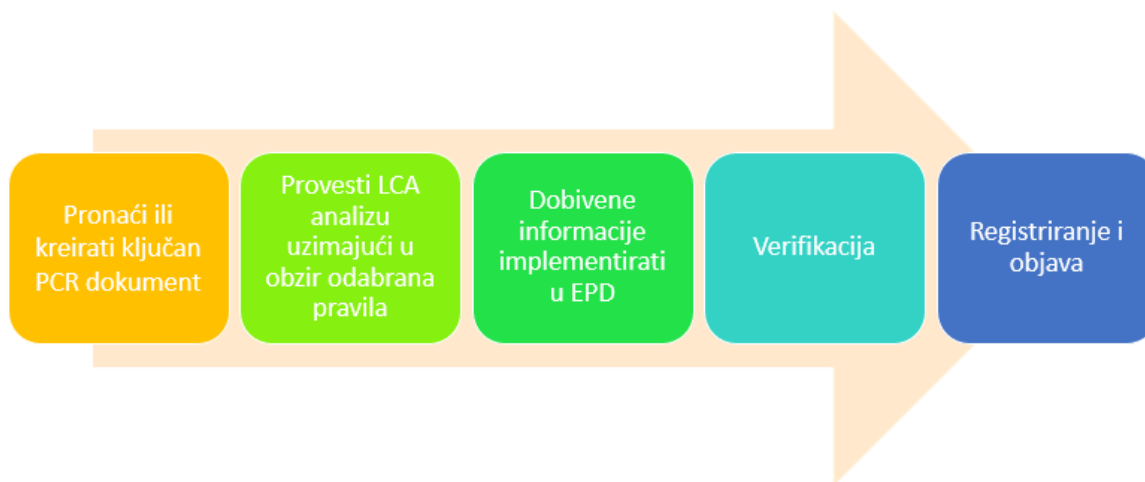 Pronaći ili
kreirati ključan
PCR dokument
Provesti LCA
analizu
uzimajući u
obzir odabrana
pravila
Dobivene
informacije
implementirati
u EPD
Verifikacija
Registriranje i
objava